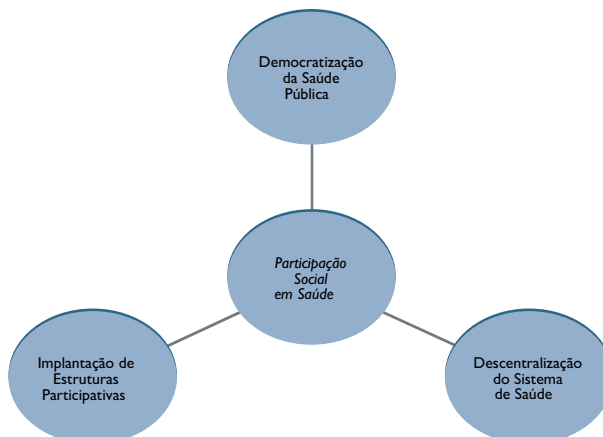 Democratização
da Saúde
Pública
Participação
Social
em Saúde
Implantação de
Estruturas
Participativas
Descentralização
do Sistema
de Saúde